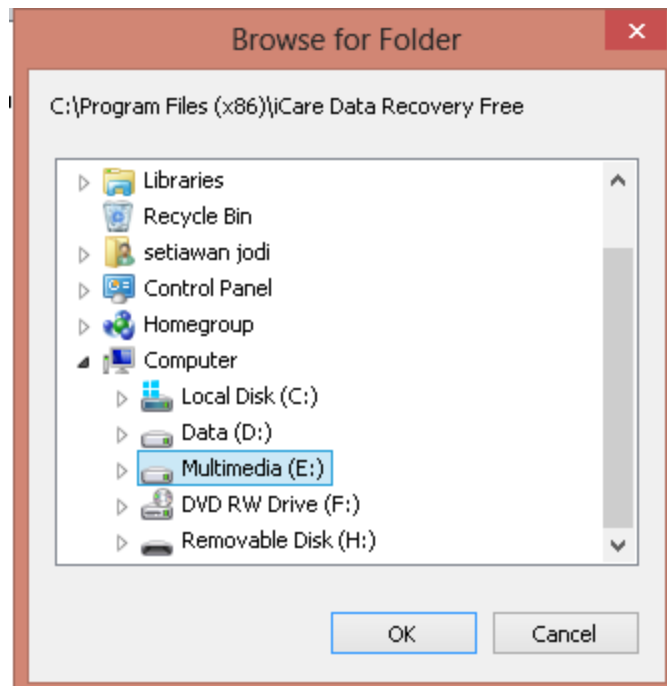 Browse for Folder
C:\Program Files (x86)\iCare Data Recovery Free
Libraries
Recycle Bin
setiawan jodi
Control Panel
Homegroup
Computer
Local Disk (C:)
Data (D:)
Multimedia (E:)
DVD RW Drive (F:)
Removable Disk (H:)
OK
Cancel